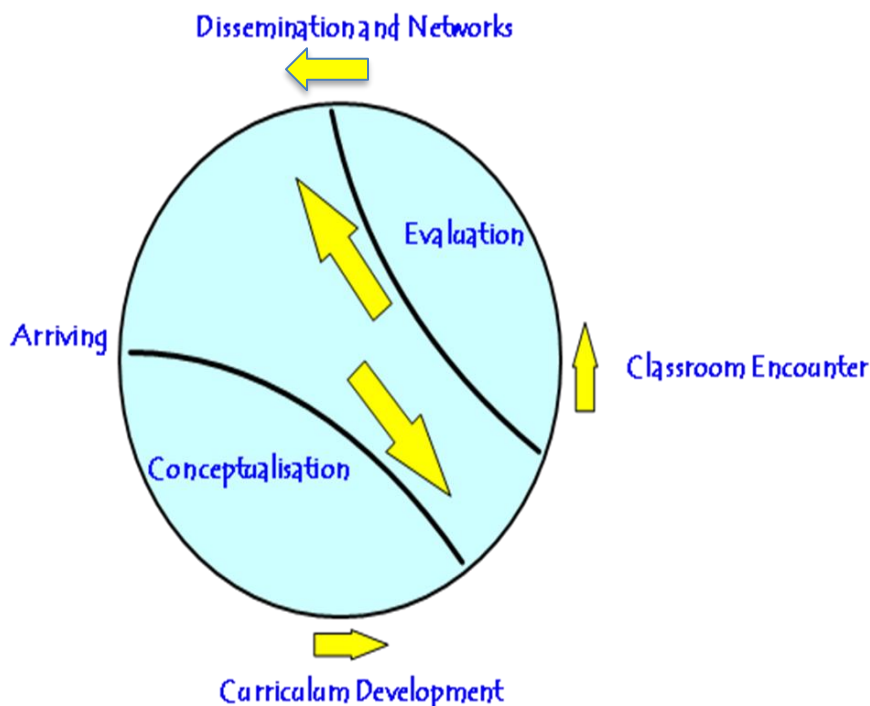 Dissemination and Networks
Evaluation
Arriving
Classroom Encounter
Conceptualisation
Curriculum Development